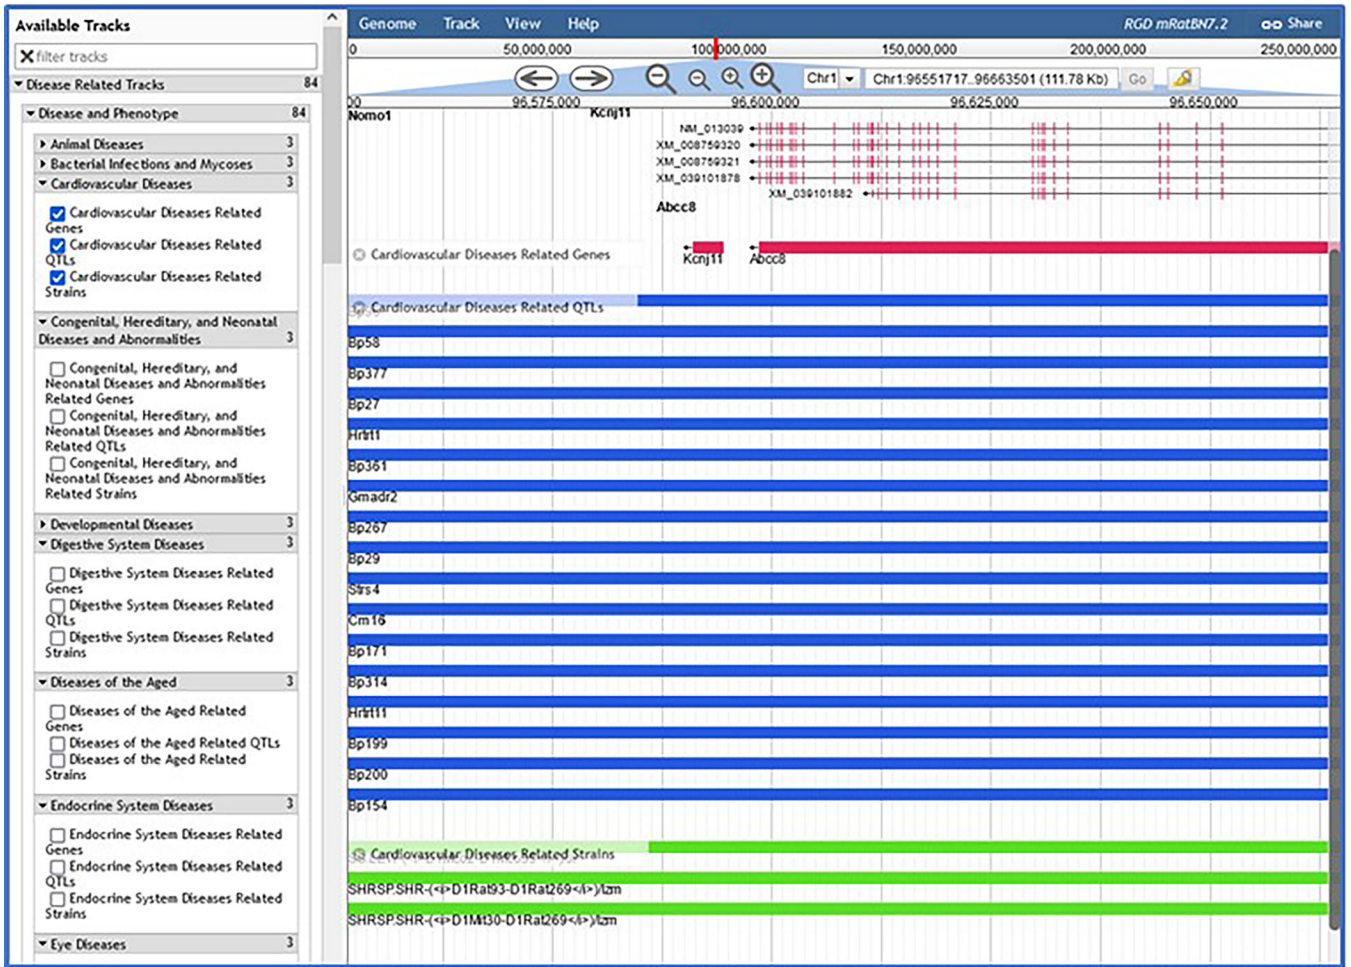 Available Tracks
filter tracks
Disease Related Tracks 84
Disease and Phenotype 84
Animal Diseases 3
Bacterial Infections and Mycoses 3
Cardiovascular Diseases 3
Cardiovascular Diseases Related
Genes
Cardiovascular Diseases Related
QTLs
Cardiovascular Diseases Related
Strains
Congenital, Hereditary, and Neonatal
Diseases and Abnormalities 3
Congenital, Hereditary, and
Neonatal Diseases and Abnormalities
Related Genes
Congenital, Hereditary, and
Neonatal Diseases and Abnormalities
Related QTLs
Congenital, Hereditary, and
Neonatal Diseases and Abnormalities
Related Strains
Developmental Diseases 3
Digestive System Diseases 3
Digestive System Diseases Related
Genes
Digestive System Diseases Related
QTLs
Digestive System Diseases Related
Strains
Diseases of the Aged 3
Diseases of the Aged Related
Genes
Diseases of the Aged Related QTLs
Diseases of the Aged Related
Strains
Endocrine System Diseases 3
Endocrine System Diseases Related
Genes
Endocrine System Diseases Related
QTLs
Endocrine System Diseases Related
Strains
Eye Diseases 3
Genome Track View Help RGD mRatBN7.2 Share
0 50,000,000 100,000,000 150,000,000 200,000,000 250,000,000
Chr1 Chr1:96551717..96663501 (111.78 Kb) Go
00 96,575,000 96,600,000 96,625,000 96,650,000
Nomo1 Kcnj11
NM_013039
XM_008759320
XM_008759321
XM_039101878
XM_039101882
Abcc8
Cardiovascular Diseases Related Genes
Kcnj11 Abcc8
Cardiovascular Diseases Related QTLs
Bp58
Bp377
Bp27
Hrtrt1
Bp361
Gmadr2
Bp267
Bp29
Strs4
Cm16
Bp171
Bp314
Hrtrt11
Bp199
Bp200
Bp154
Cardiovascular Diseases Related Strains
SHRSP.SHR-(<i>D1Rat93-D1Rat269</i>)/Izm
SHRSP.SHR-(<i>D1Mit30-D1Rat269</i>)/Izm